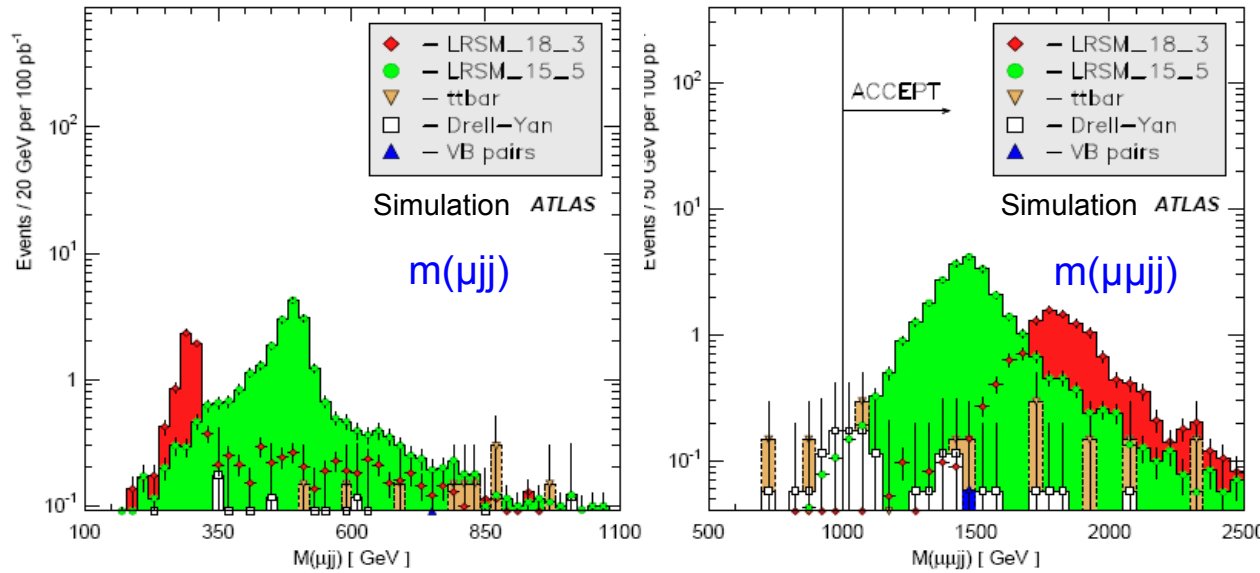 Events / 20 GeV per 100 pb⁻¹
10²
10
1
10⁻¹
– LRSM_18_3
– LRSM_15_5
– ttbar
– Drell–Yan
– VB pairs
Simulation ATLAS
m(μjj)
100 350 600 850 1100
M(μjj) [ GeV ]
Events / 50 GeV per 100 pb⁻¹
10²
10
1
10⁻¹
– LRSM_18_3
– LRSM_15_5
– ttbar
– Drell–Yan
– VB pairs
ACCEPT
Simulation ATLAS
m(μμjj)
500 1000 1500 2000 2500
M(μμjj) [ GeV ]